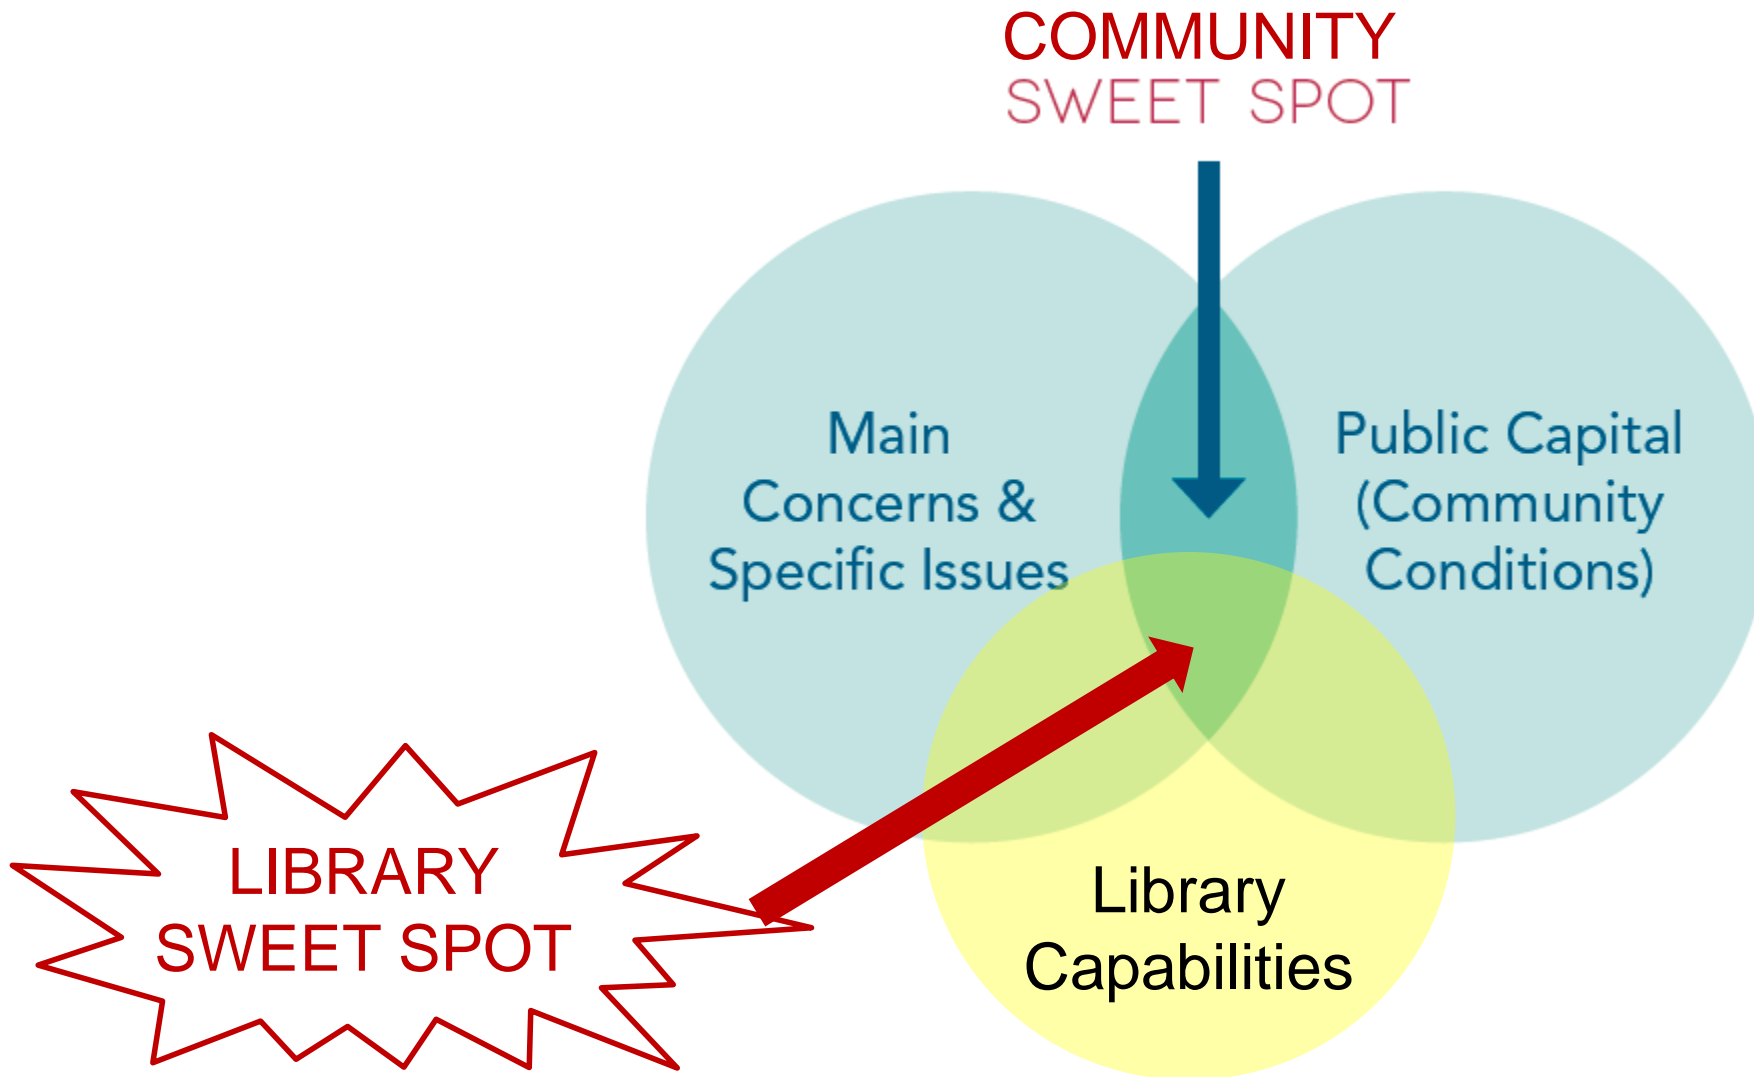 COMMUNITY
SWEET SPOT
Main
Concerns &
Specific Issues
Public Capital
(Community
Conditions)
LIBRARY
SWEET SPOT
Library
Capabilities